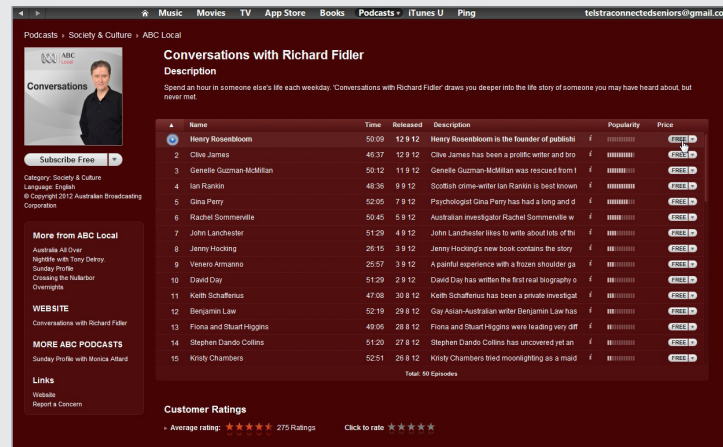 Music Movies TV App Store Books Podcasts iTunes U Ping telstraconnectedseniors@gmail.co
Podcasts › Society & Culture › ABC Local
ABC Local
Conversations
Subscribe Free
Category: Society & Culture
Language: English
© Copyright 2012 Australian Broadcasting
Corporation
More from ABC Local
Australia All Over
Nightlife with Tony Delroy.
Sunday Profile
Crossing the Nullarbor
Overnights
WEBSITE
Conversations with Richard Fidler
MORE ABC PODCASTS
Sunday Profile with Monica Attard
Links
Website
Report a Concern
Conversations with Richard Fidler
Description
Spend an hour in someone else's life each weekday. 'Conversations with Richard Fidler' draws you deeper into the life story of someone you may have heard about, but
never met.
Name Time Released Description Popularity Price
Henry Rosenbloom 50:09 12 9 12 Henry Rosenbloom is the founder of publishi i FREE
2 Clive James 46:37 12 9 12 Clive James has been a prolific writer and bro i FREE
3 Genelle Guzman-McMillan 50:12 11 9 12 Genelle Guzman-McMillan was rescued from t i FREE
4 Ian Rankin 48:36 9 9 12 Scottish crime-writer Ian Rankin is best known i FREE
5 Gina Perry 52:05 7 9 12 Psychologist Gina Perry has had a long and d i FREE
6 Rachel Sommerville 50:45 5 9 12 Australian investigator Rachel Sommerville w i FREE
7 John Lanchester 51:29 4 9 12 John Lanchester likes to write about lots of thi i FREE
8 Jenny Hocking 26:15 3 9 12 Jenny Hocking's new book contains the story i FREE
9 Venero Armanno 25:57 3 9 12 A painful experience with a frozen shoulder ga i FREE
10 David Day 51:29 2 9 12 David Day has written the first real biography o i FREE
11 Keith Schafferius 47:08 30 8 12 Keith Schafferius has been a private investigat i FREE
12 Benjamin Law 52:19 29 8 12 Gay Asian-Australian writer Benjamin Law has i FREE
13 Fiona and Stuart Higgins 49:06 28 8 12 Fiona and Stuart Higgins were leading very diff i FREE
14 Stephen Dando Collins 51:20 27 8 12 Stephen Dando Collins has uncovered yet an i FREE
15 Kristy Chambers 52:51 26 8 12 Kristy Chambers tried moonlighting as a maid i FREE
Total: 50 Episodes
Customer Ratings
Average rating: 275 Ratings Click to rate